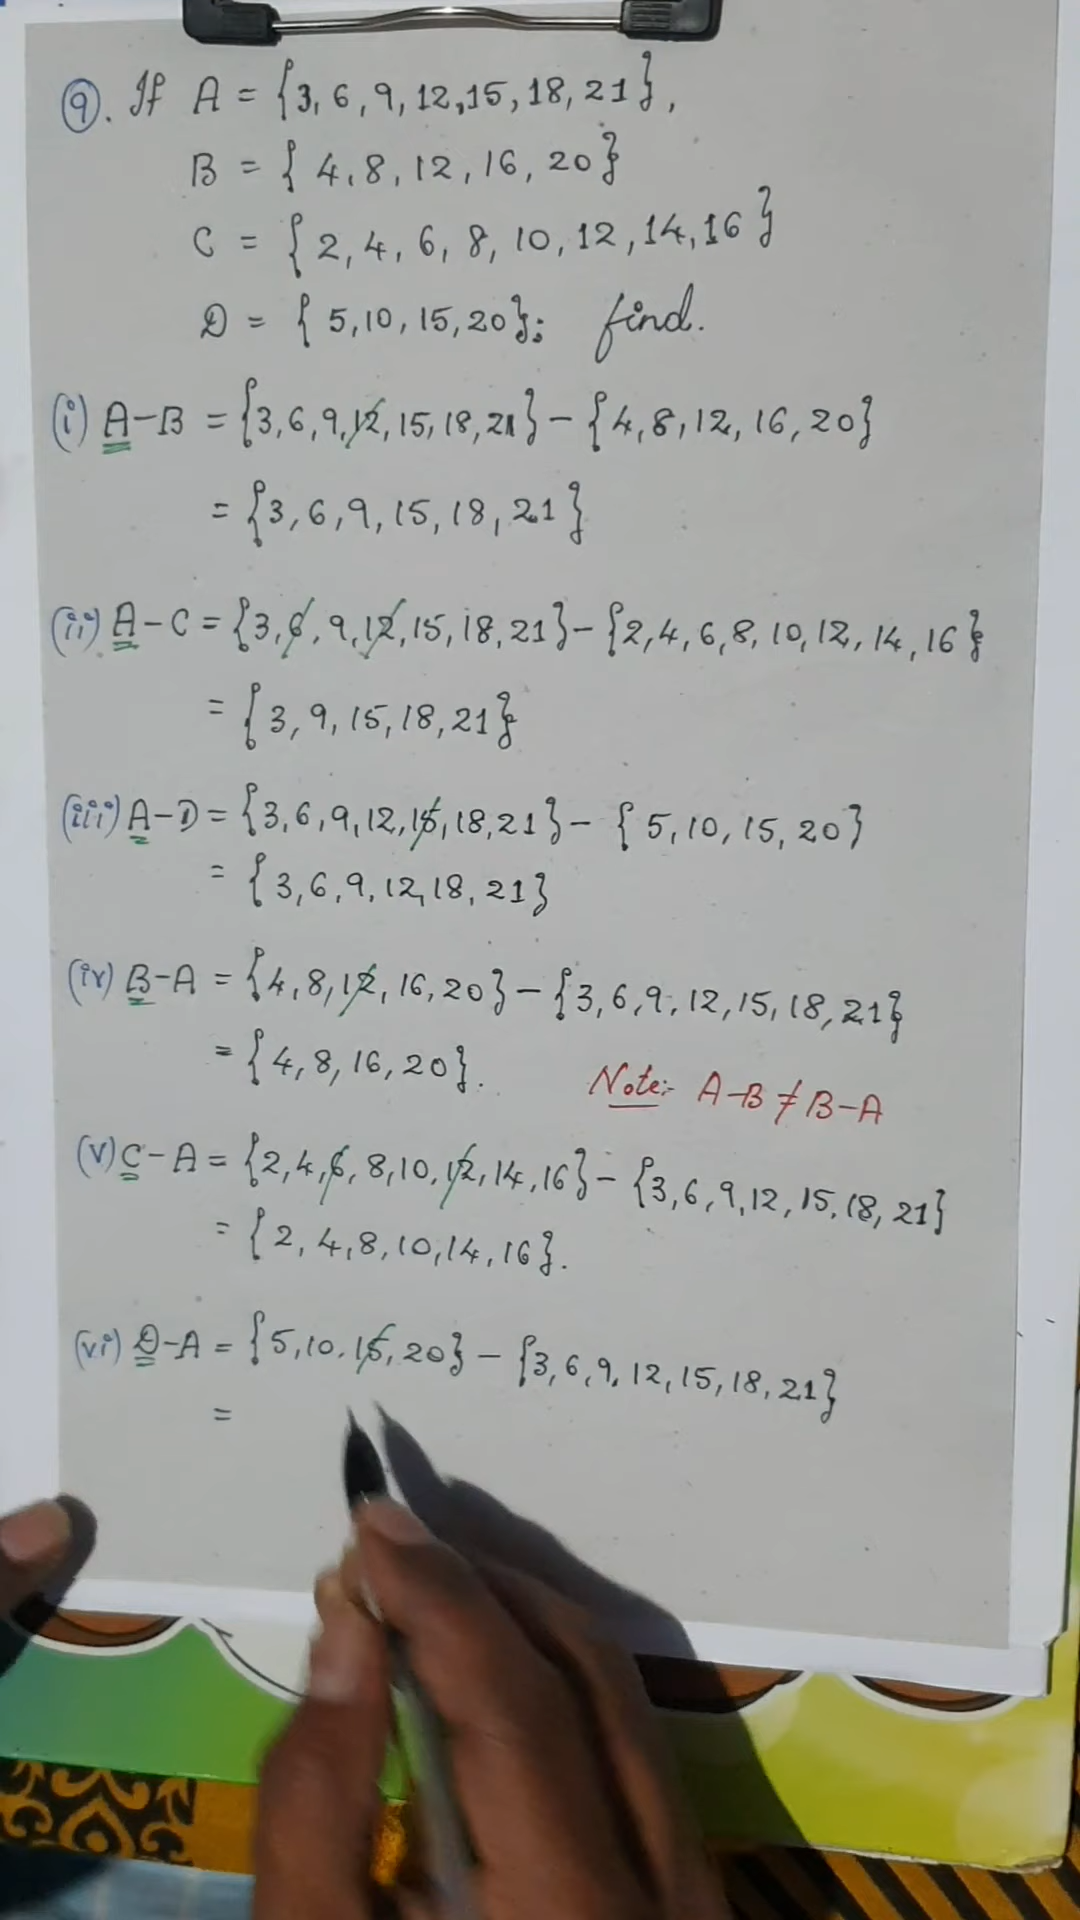 9. If A = {3, 6, 9, 12, 15, 18, 21},
B = {4, 8, 12, 16, 20}
C = {2, 4, 6, 8, 10, 12, 14, 16}
D = {5, 10, 15, 20}; find.
(i) A-B = {3, 6, 9, 12, 15, 18, 21} - {4, 8, 12, 16, 20}
= {3, 6, 9, 15, 18, 21}
(ii) A-C = {3, 6, 9, 12, 15, 18, 21} - {2, 4, 6, 8, 10, 12, 14, 16}
= {3, 9, 15, 18, 21}
(iii) A-D = {3, 6, 9, 12, 15, 18, 21} - {5, 10, 15, 20}
= {3, 6, 9, 12, 18, 21}
(iv) B-A = {4, 8, 12, 16, 20} - {3, 6, 9, 12, 15, 18, 21}
= {4, 8, 16, 20}.
Note:- A-B ≠ B-A
(v) C-A = {2, 4, 6, 8, 10, 12, 14, 16} - {3, 6, 9, 12, 15, 18, 21}
= {2, 4, 8, 10, 14, 16}.
(vi) D-A = {5, 10, 15, 20} - {3, 6, 9, 12, 15, 18, 21}
=